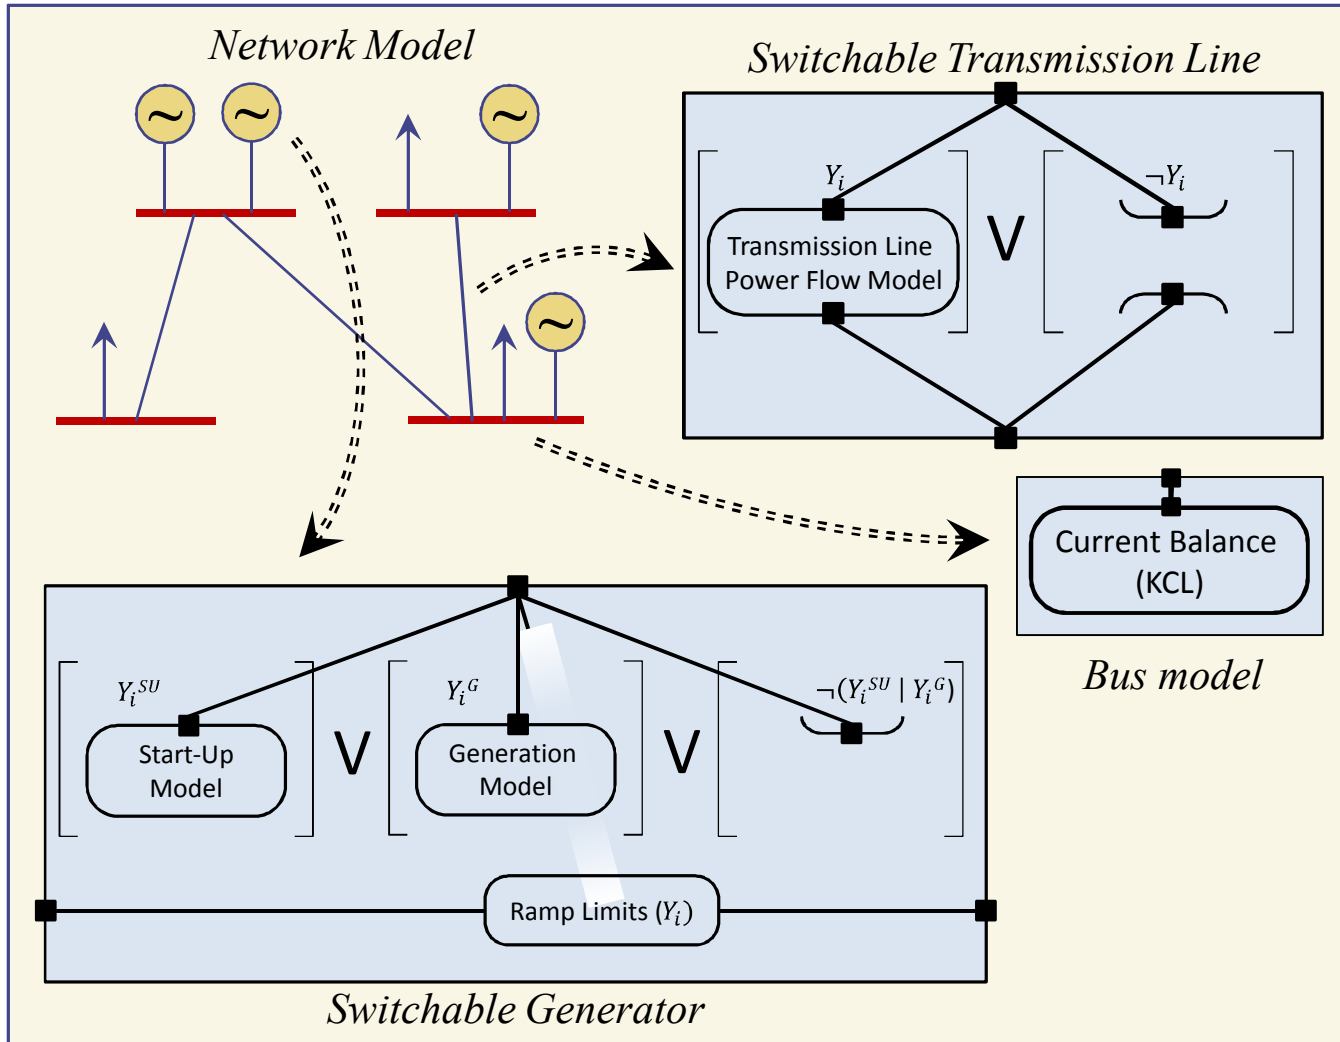 Network Model
Switchable Transmission Line
~ ~ ~
Y_i
¬Y_i
Transmission Line
Power Flow Model
V
~
Current Balance
(KCL)
Bus model
Y_i^{SU}
Y_i^G
¬(Y_i^{SU} | Y_i^G)
Start-Up
Model
V
Generation
Model
V
Ramp Limits (Y_i)
Switchable Generator